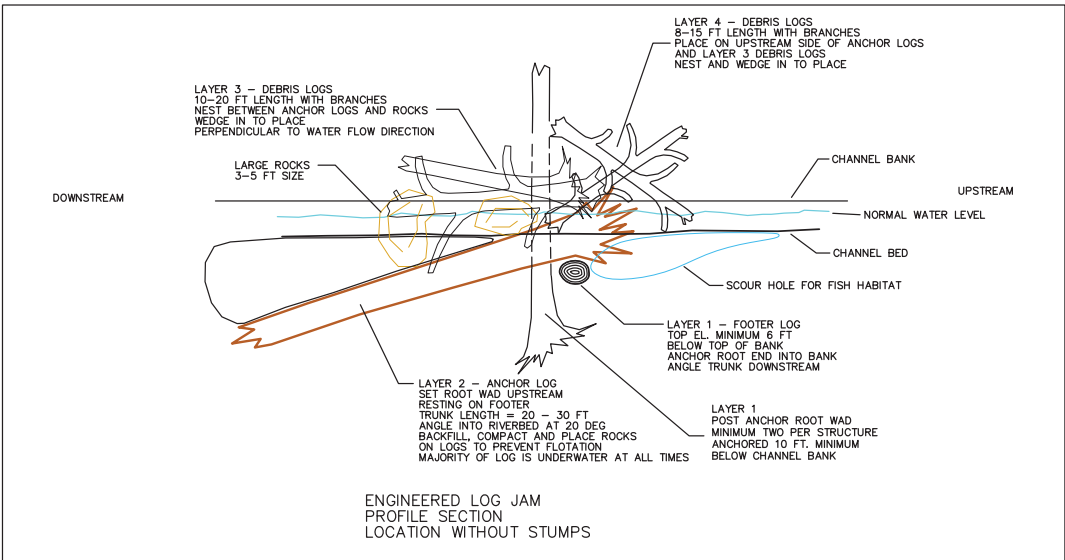 LAYER 4 – DEBRIS LOGS
8–15 FT LENGTH WITH BRANCHES
PLACE ON UPSTREAM SIDE OF ANCHOR LOGS
AND LAYER 3 DEBRIS LOGS
NEST AND WEDGE IN TO PLACE
LAYER 3 – DEBRIS LOGS
10–20 FT LENGTH WITH BRANCHES
NEST BETWEEN ANCHOR LOGS AND ROCKS
WEDGE IN TO PLACE
PERPENDICULAR TO WATER FLOW DIRECTION
LARGE ROCKS
3–5 FT SIZE
CHANNEL BANK
DOWNSTREAM
UPSTREAM
NORMAL WATER LEVEL
CHANNEL BED
SCOUR HOLE FOR FISH HABITAT
LAYER 1 – FOOTER LOG
TOP EL. MINIMUM 6 FT
BELOW TOP OF BANK
ANCHOR ROOT END INTO BANK
ANGLE TRUNK DOWNSTREAM
LAYER 2 – ANCHOR LOG
SET ROOT WAD UPSTREAM
RESTING ON FOOTER
TRUNK LENGTH = 20 – 30 FT
ANGLE INTO RIVERBED AT 20 DEG
BACKFILL, COMPACT AND PLACE ROCKS
ON LOGS TO PREVENT FLOTATION
MAJORITY OF LOG IS UNDERWATER AT ALL TIMES
LAYER 1
POST ANCHOR ROOT WAD
MINIMUM TWO PER STRUCTURE
ANCHORED 10 FT. MINIMUM
BELOW CHANNEL BANK
ENGINEERED LOG JAM
PROFILE SECTION
LOCATION WITHOUT STUMPS